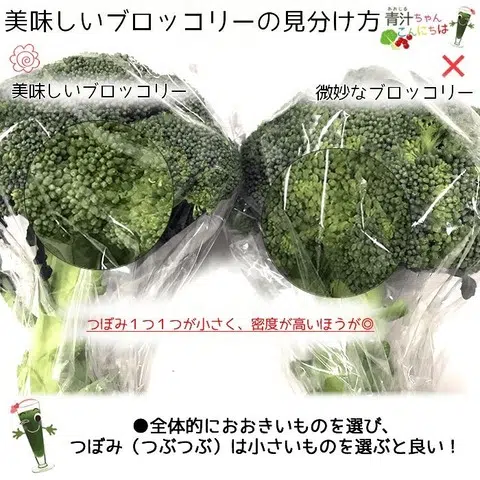 美味しいブロッコリーの見分け方
あおじる
青汁ちゃん
こんにちは
美味しいブロッコリー
微妙なブロッコリー
つぼみ1つ1つが小さく、密度が高いほうが◎
●全体的におおきいものを選び、
つぼみ（つぶつぶ）は小さいものを選ぶと良い！